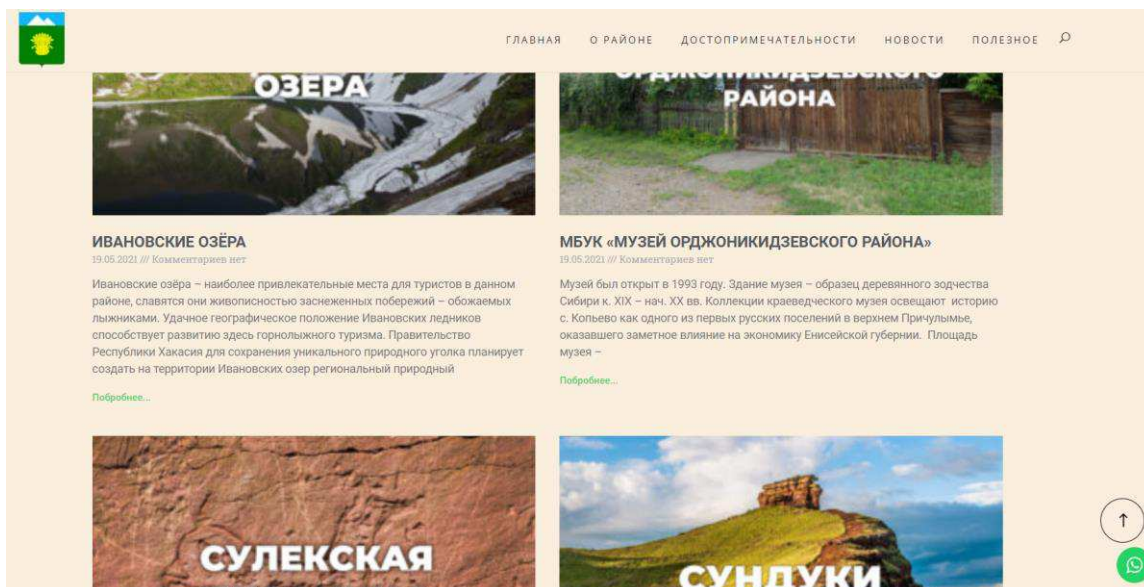 ГЛАВНАЯ О РАЙОНЕ ДОСТОПРИМЕЧАТЕЛЬНОСТИ НОВОСТИ ПОЛЕЗНОЕ
ОЗЕРА
ОРДЖОНИКИДЗЕВСКОГО
РАЙОНА
ИВАНОВСКИЕ ОЗЁРА
19.05.2021 /// Комментариев нет
Ивановские озёра – наиболее привлекательные места для туристов в данном
районе, славятся они живописностью заснеженных побережий – обожаемых
лыжниками. Удачное географическое положение Ивановских ледников
способствует развитию здесь горнолыжного туризма. Правительство
Республики Хакасия для сохранения уникального природного уголка планирует
создать на территории Ивановских озер региональный природный
Побробнее...
МБУК «МУЗЕЙ ОРДЖОНИКИДЗЕВСКОГО РАЙОНА»
19.05.2021 /// Комментариев нет
Музей был открыт в 1993 году. Здание музея – образец деревянного зодчества
Сибири к. XIX – нач. XX вв. Коллекции краеведческого музея освещают историю
с. Копьево как одного из первых русских поселений в верхнем Причулымье,
оказавшего заметное влияние на экономику Енисейской губернии. Площадь
музея –
Побробнее...
СУЛЕКСКАЯ
СУНДУКИ